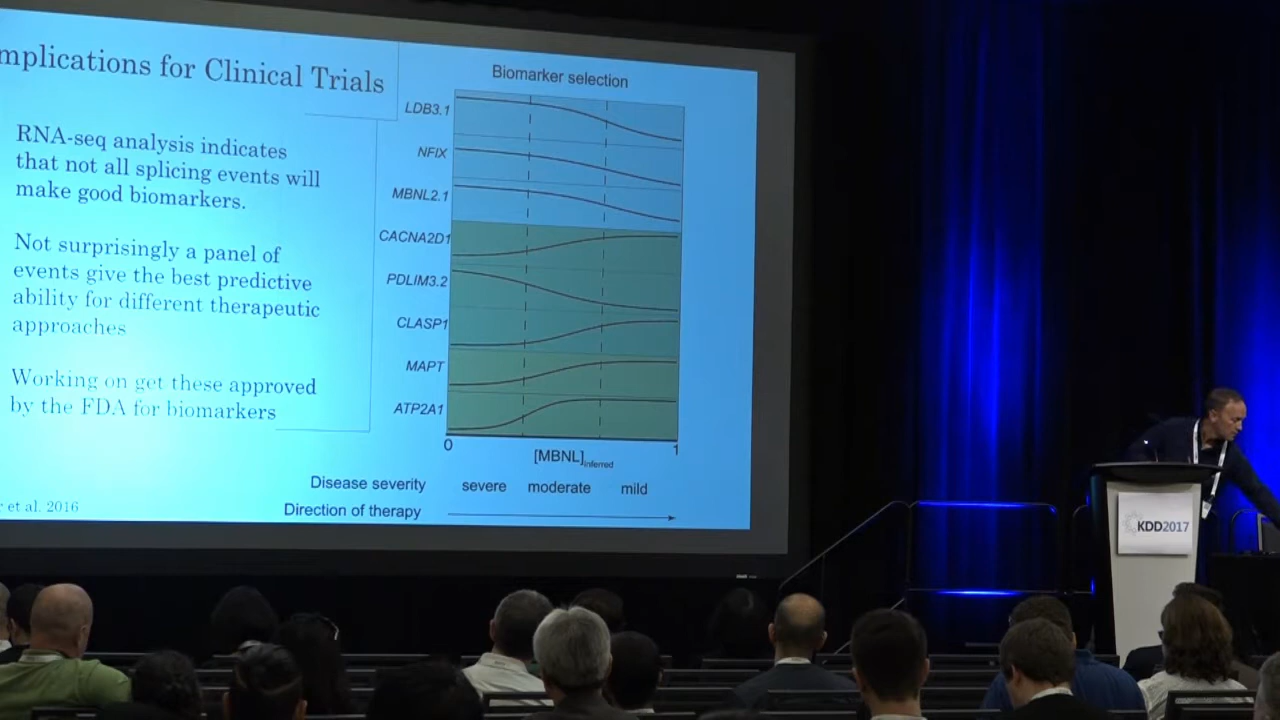 mplications for Clinical Trials
RNA-seq analysis indicates
that not all splicing events will
make good biomarkers.
Not surprisingly a panel of
events give the best predictive
ability for different therapeutic
approaches
Working on get these approved
by the FDA for biomarkers
et al. 2016
Biomarker selection
LDB3.1
NFIX
MBNL2.1
CACNA2D1
PDLIM3.2
CLASP1
MAPT
ATP2A1
0 1
[MBNL]inferred
Disease severity severe moderate mild
Direction of therapy
KDD2017